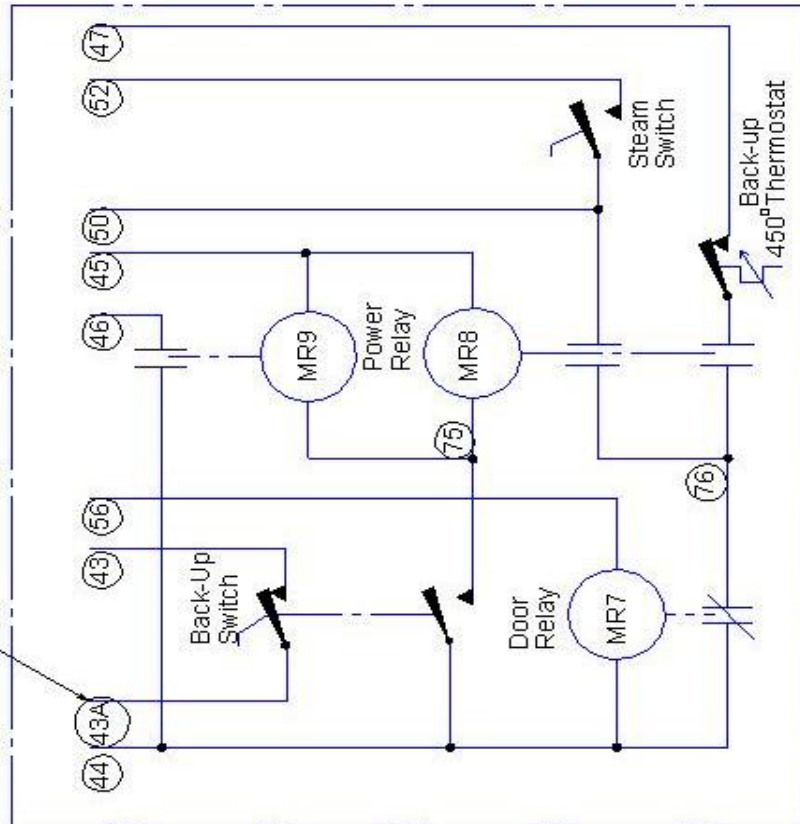 47
52
50
45
46
56
43
43A
44
Steam
Switch
Back-up
450° Thermostat
MR9
Power
Relay
MR8
75
76
Back-Up
Switch
Door
Relay
MR7